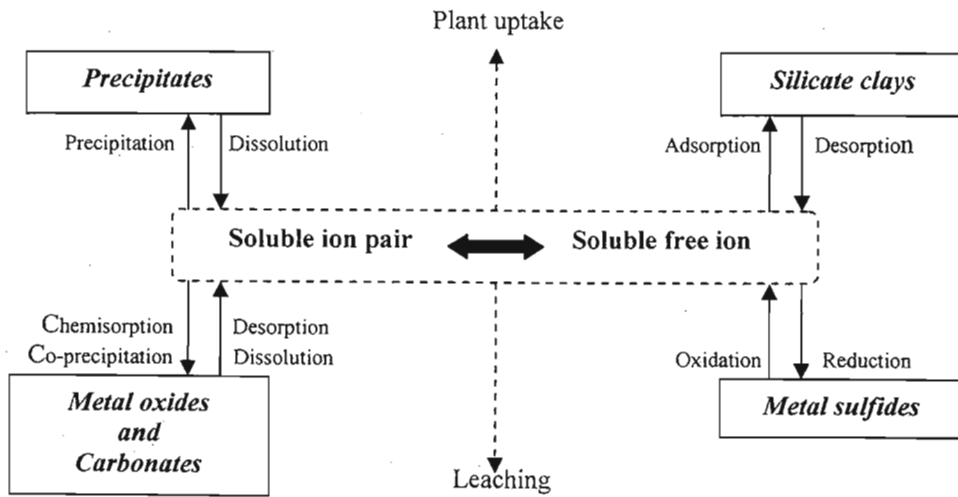 Plant uptake
Precipitates
Silicate clays
Precipitation
Dissolution
Adsorption
Desorption
Soluble ion pair
Soluble free ion
Chemisorption
Co-precipitation
Desorption
Dissolution
Oxidation
Reduction
Metal oxides
and
Carbonates
Metal sulfides
Leaching